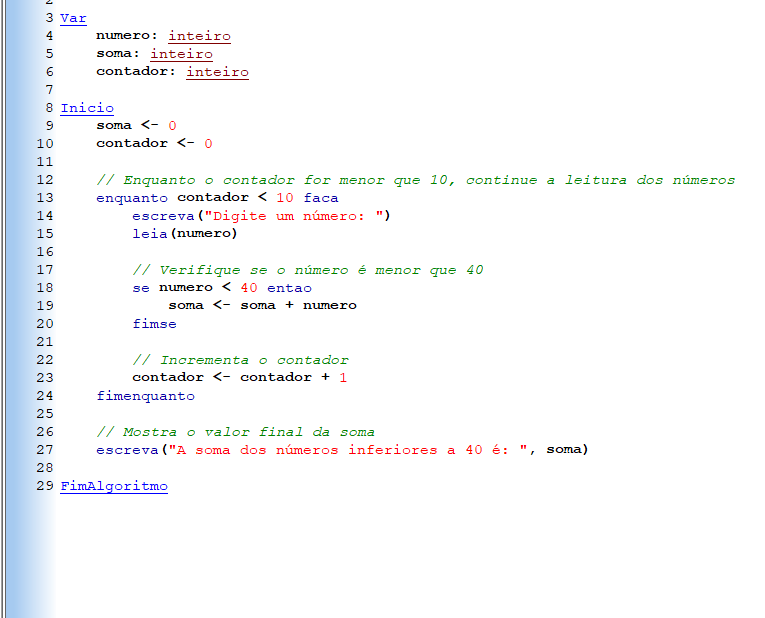 2
3 Var
4 numero: inteiro
5 soma: inteiro
6 contador: inteiro
7
8 Inicio
9 soma <- 0
10 contador <- 0
11
12 // Enquanto o contador for menor que 10, continue a leitura dos números
13 enquanto contador < 10 faca
14 escreva("Digite um número: ")
15 leia(numero)
16
17 // Verifique se o número é menor que 40
18 se numero < 40 entao
19 soma <- soma + numero
20 fimse
21
22 // Incrementa o contador
23 contador <- contador + 1
24 fimenquanto
25
26 // Mostra o valor final da soma
27 escreva("A soma dos números inferiores a 40 é: ", soma)
28
29 FimAlgoritmo